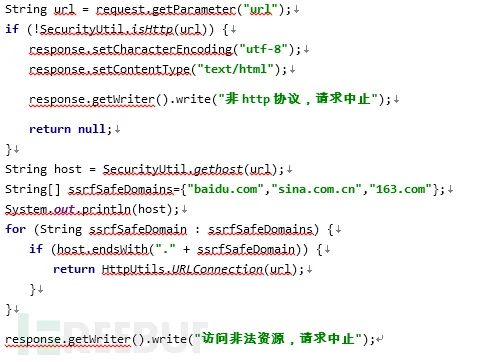 String url = request.getParameter("url");
if (!SecurityUtil.isHttp(url)) {
response.setCharacterEncoding("utf-8");
response.setContentType("text/html");
response.getWriter().write("非 http 协议，请求中止");
return null;
}
String host = SecurityUtil.gethost(url);
String[] ssrfSafeDomains={"baidu.com","sina.com.cn","163.com"};
System.out.println(host);
for (String ssrfSafeDomain : ssrfSafeDomains) {
if (host.endsWith("." + ssrfSafeDomain)) {
return HttpUtils.URLConnection(url);
}
}
response.getWriter().write("访问非法资源，请求中止");